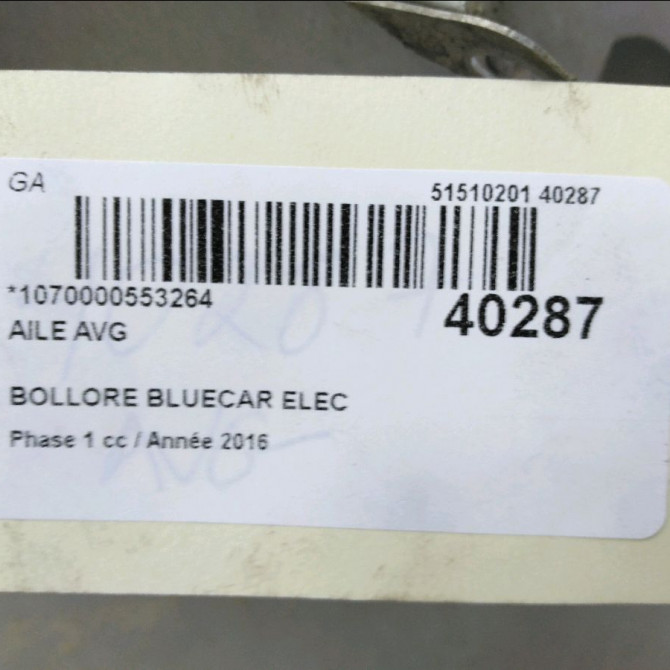 GA
51510201 40287
*1070000553264
40287
AILE AVG
BOLLORE BLUECAR ELEC
Phase 1 cc / Année 2016